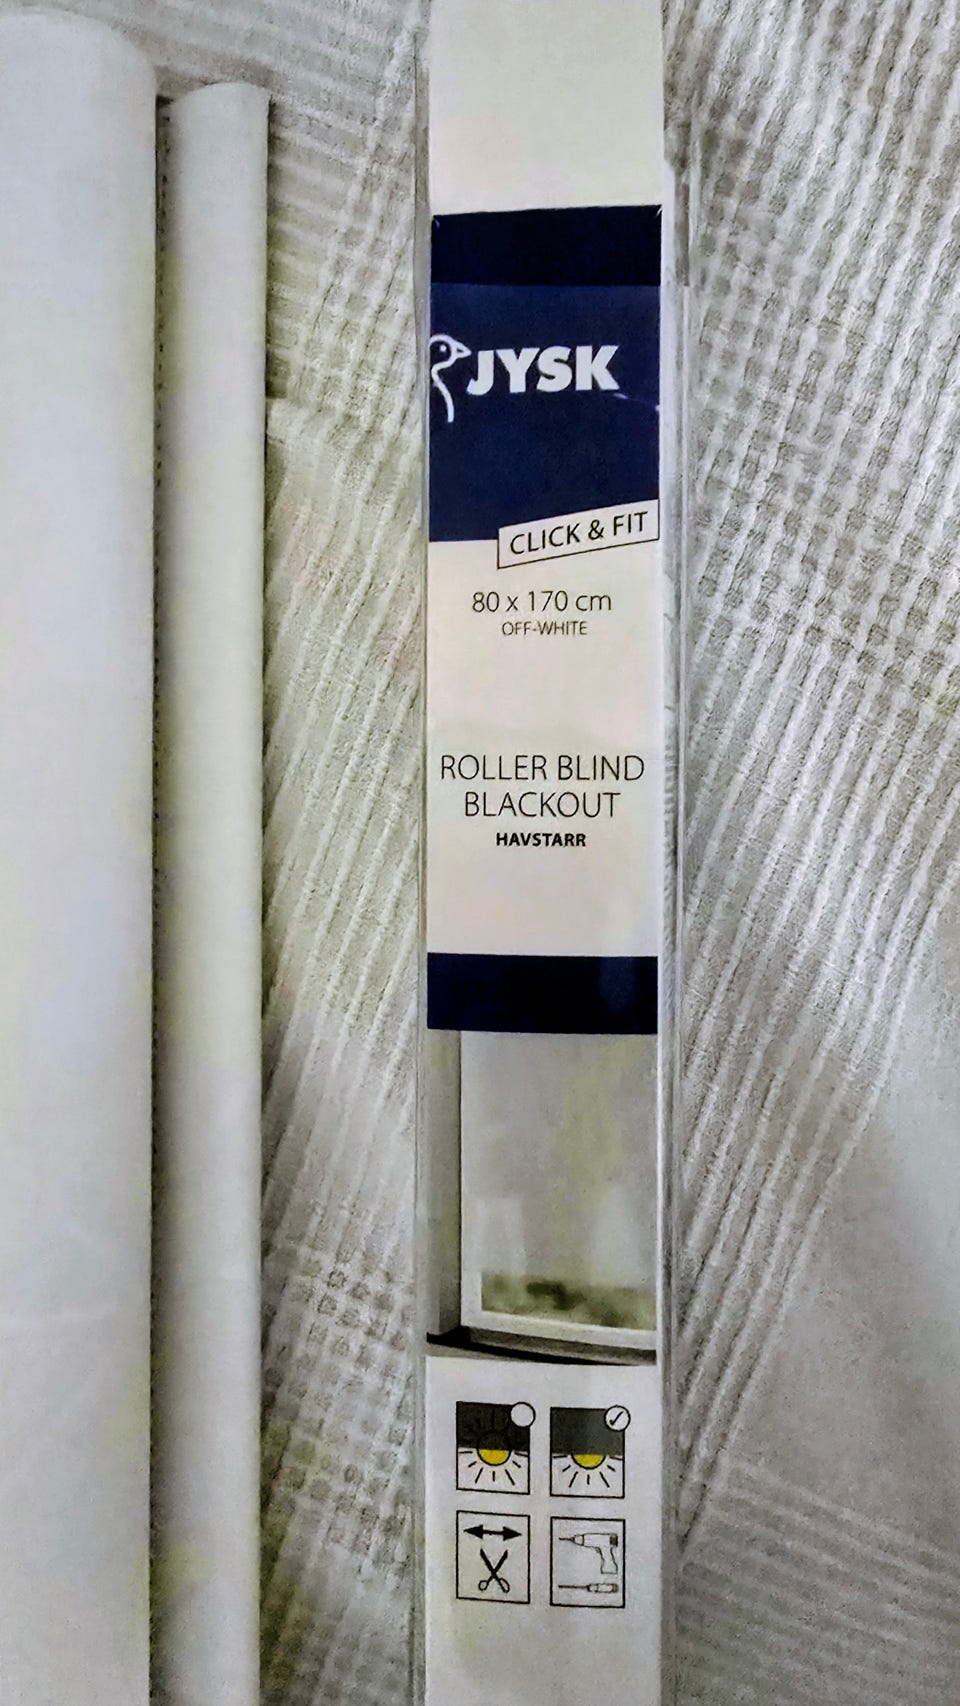 JYSK
CLICK & FIT
80 x 170 cm
OFF-WHITE
ROLLER BLIND
BLACKOUT
HAVSTARR